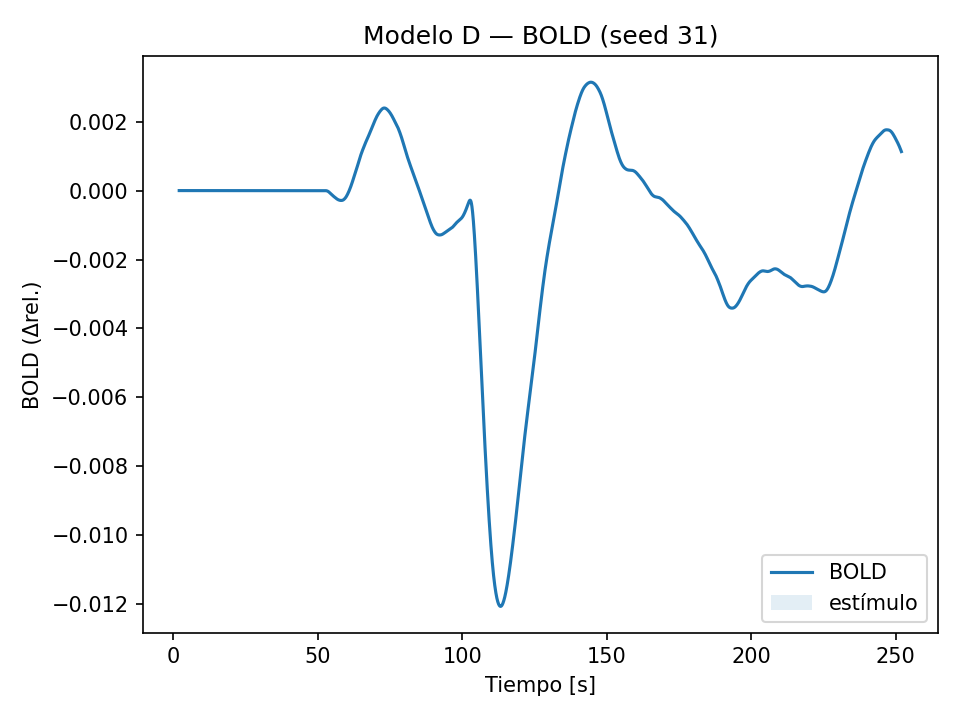 Modelo D — BOLD (seed 31)
BOLD (Δrel.)
0.002
0.000
−0.002
−0.004
−0.006
−0.008
−0.010
−0.012
BOLD
estímulo
0 50 100 150 200 250
Tiempo [s]